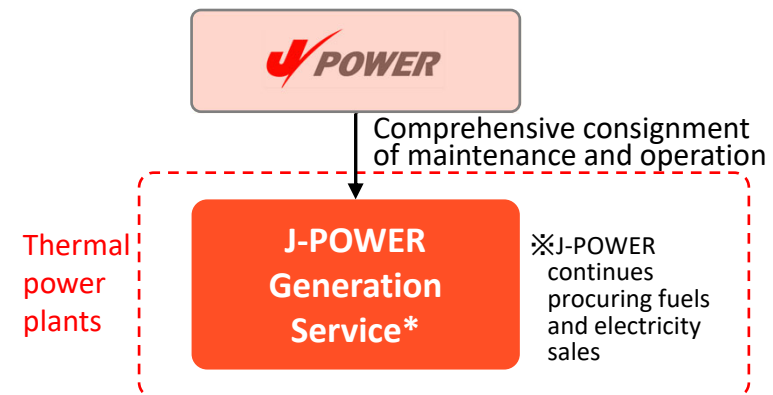 J POWER
Comprehensive consignment
of maintenance and operation
Thermal
power
plants
J-POWER
Generation
Service*
※J-POWER
continues
procuring fuels
and electricity
sales